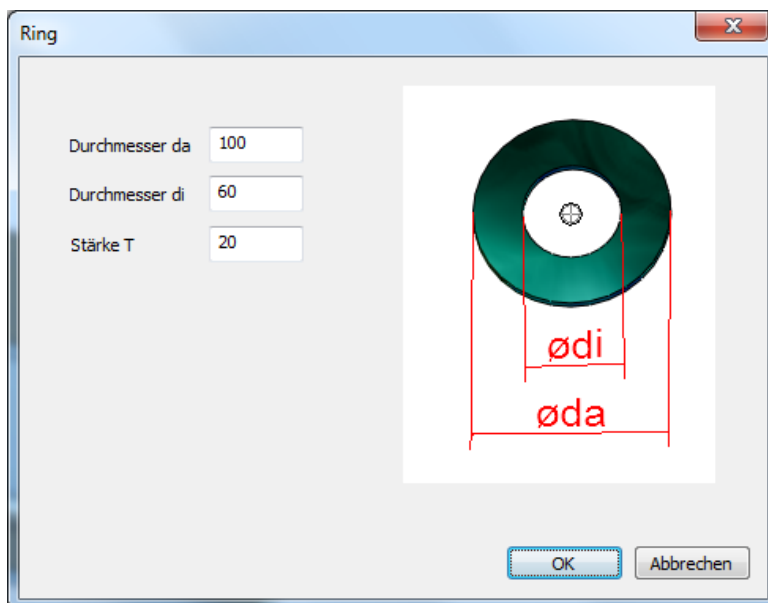 Ring
Durchmesser da 100
Durchmesser di 60
Stärke T 20
ødi
øda
OK Abbrechen